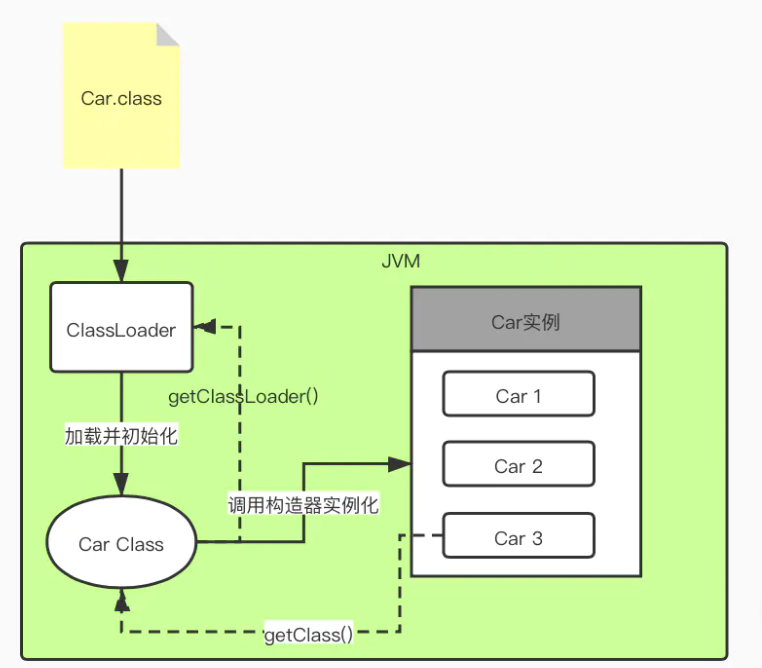 Car.class
JVM
ClassLoader
Car实例
getClassLoader()
Car 1
加载并初始化
Car 2
调用构造器实例化
Car Class
Car 3
getClass()